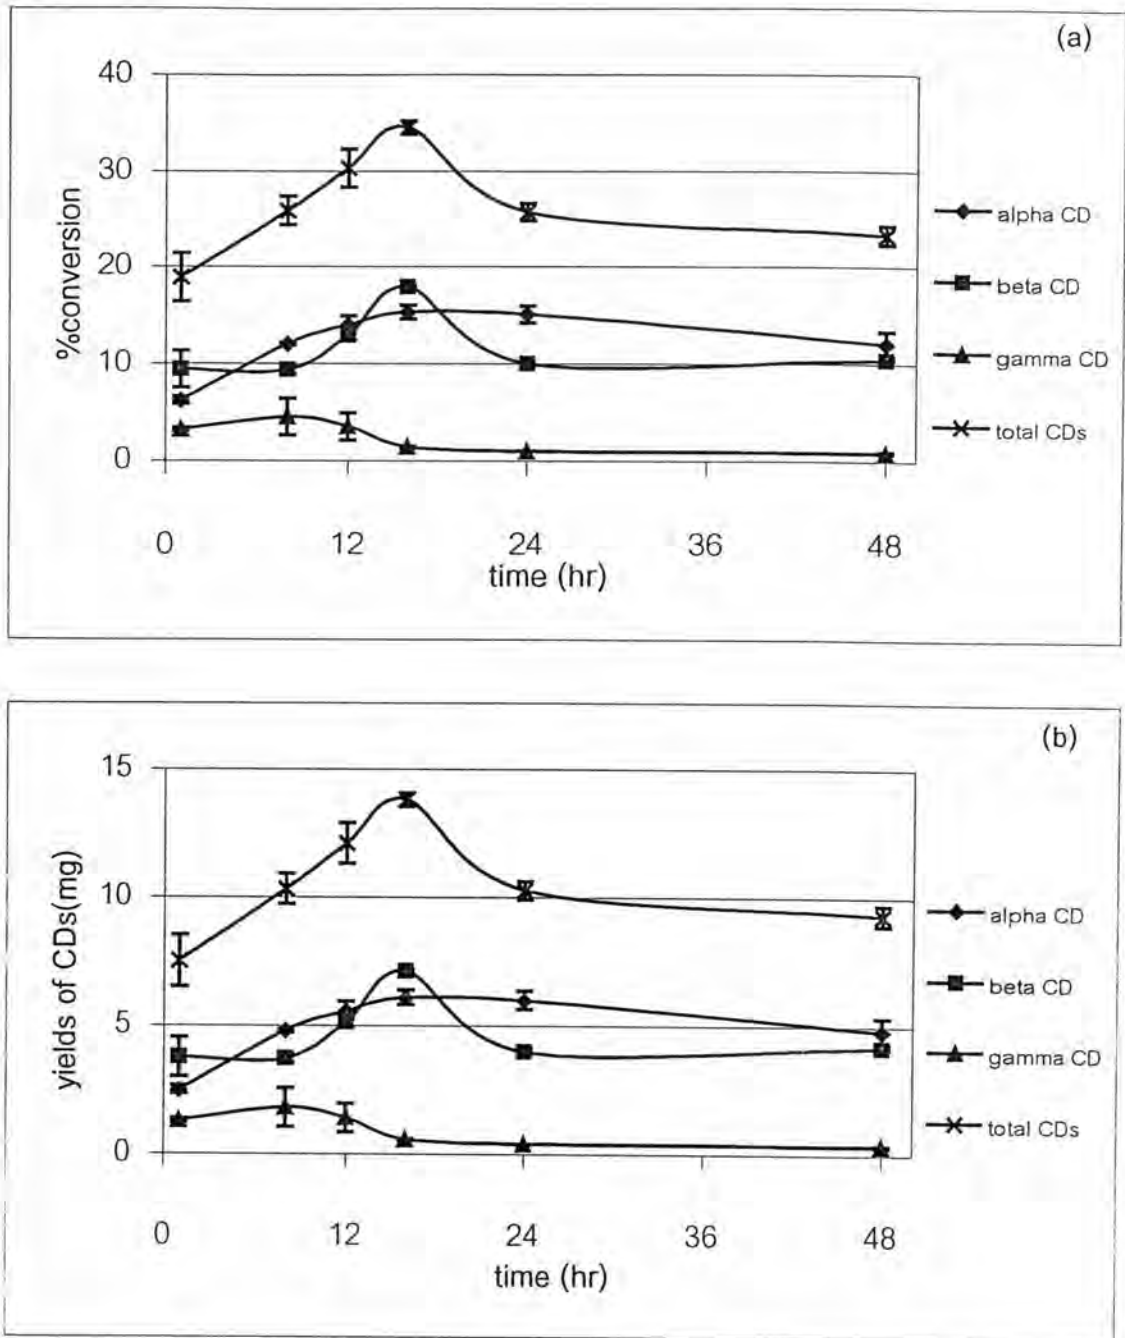 (a)
%conversion
40
30
20
10
0
0 12 24 36 48
time (hr)
alpha CD
beta CD
gamma CD
total CDs
(b)
yields of CDs(mg)
15
10
5
0
0 12 24 36 48
time (hr)
alpha CD
beta CD
gamma CD
total CDs